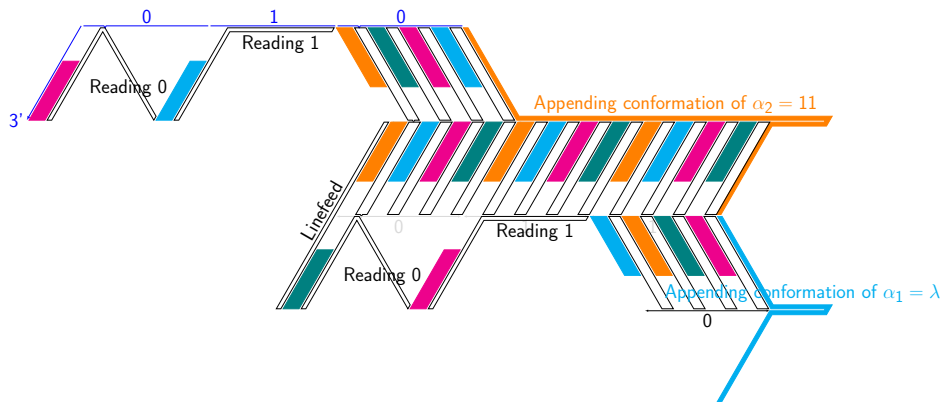 0 1 0
Reading 1
Reading 0
3'
Appending conformation of α₂ = 11
Linefeed
0
Reading 1
Reading 0
Appending conformation of α₁ = λ
0